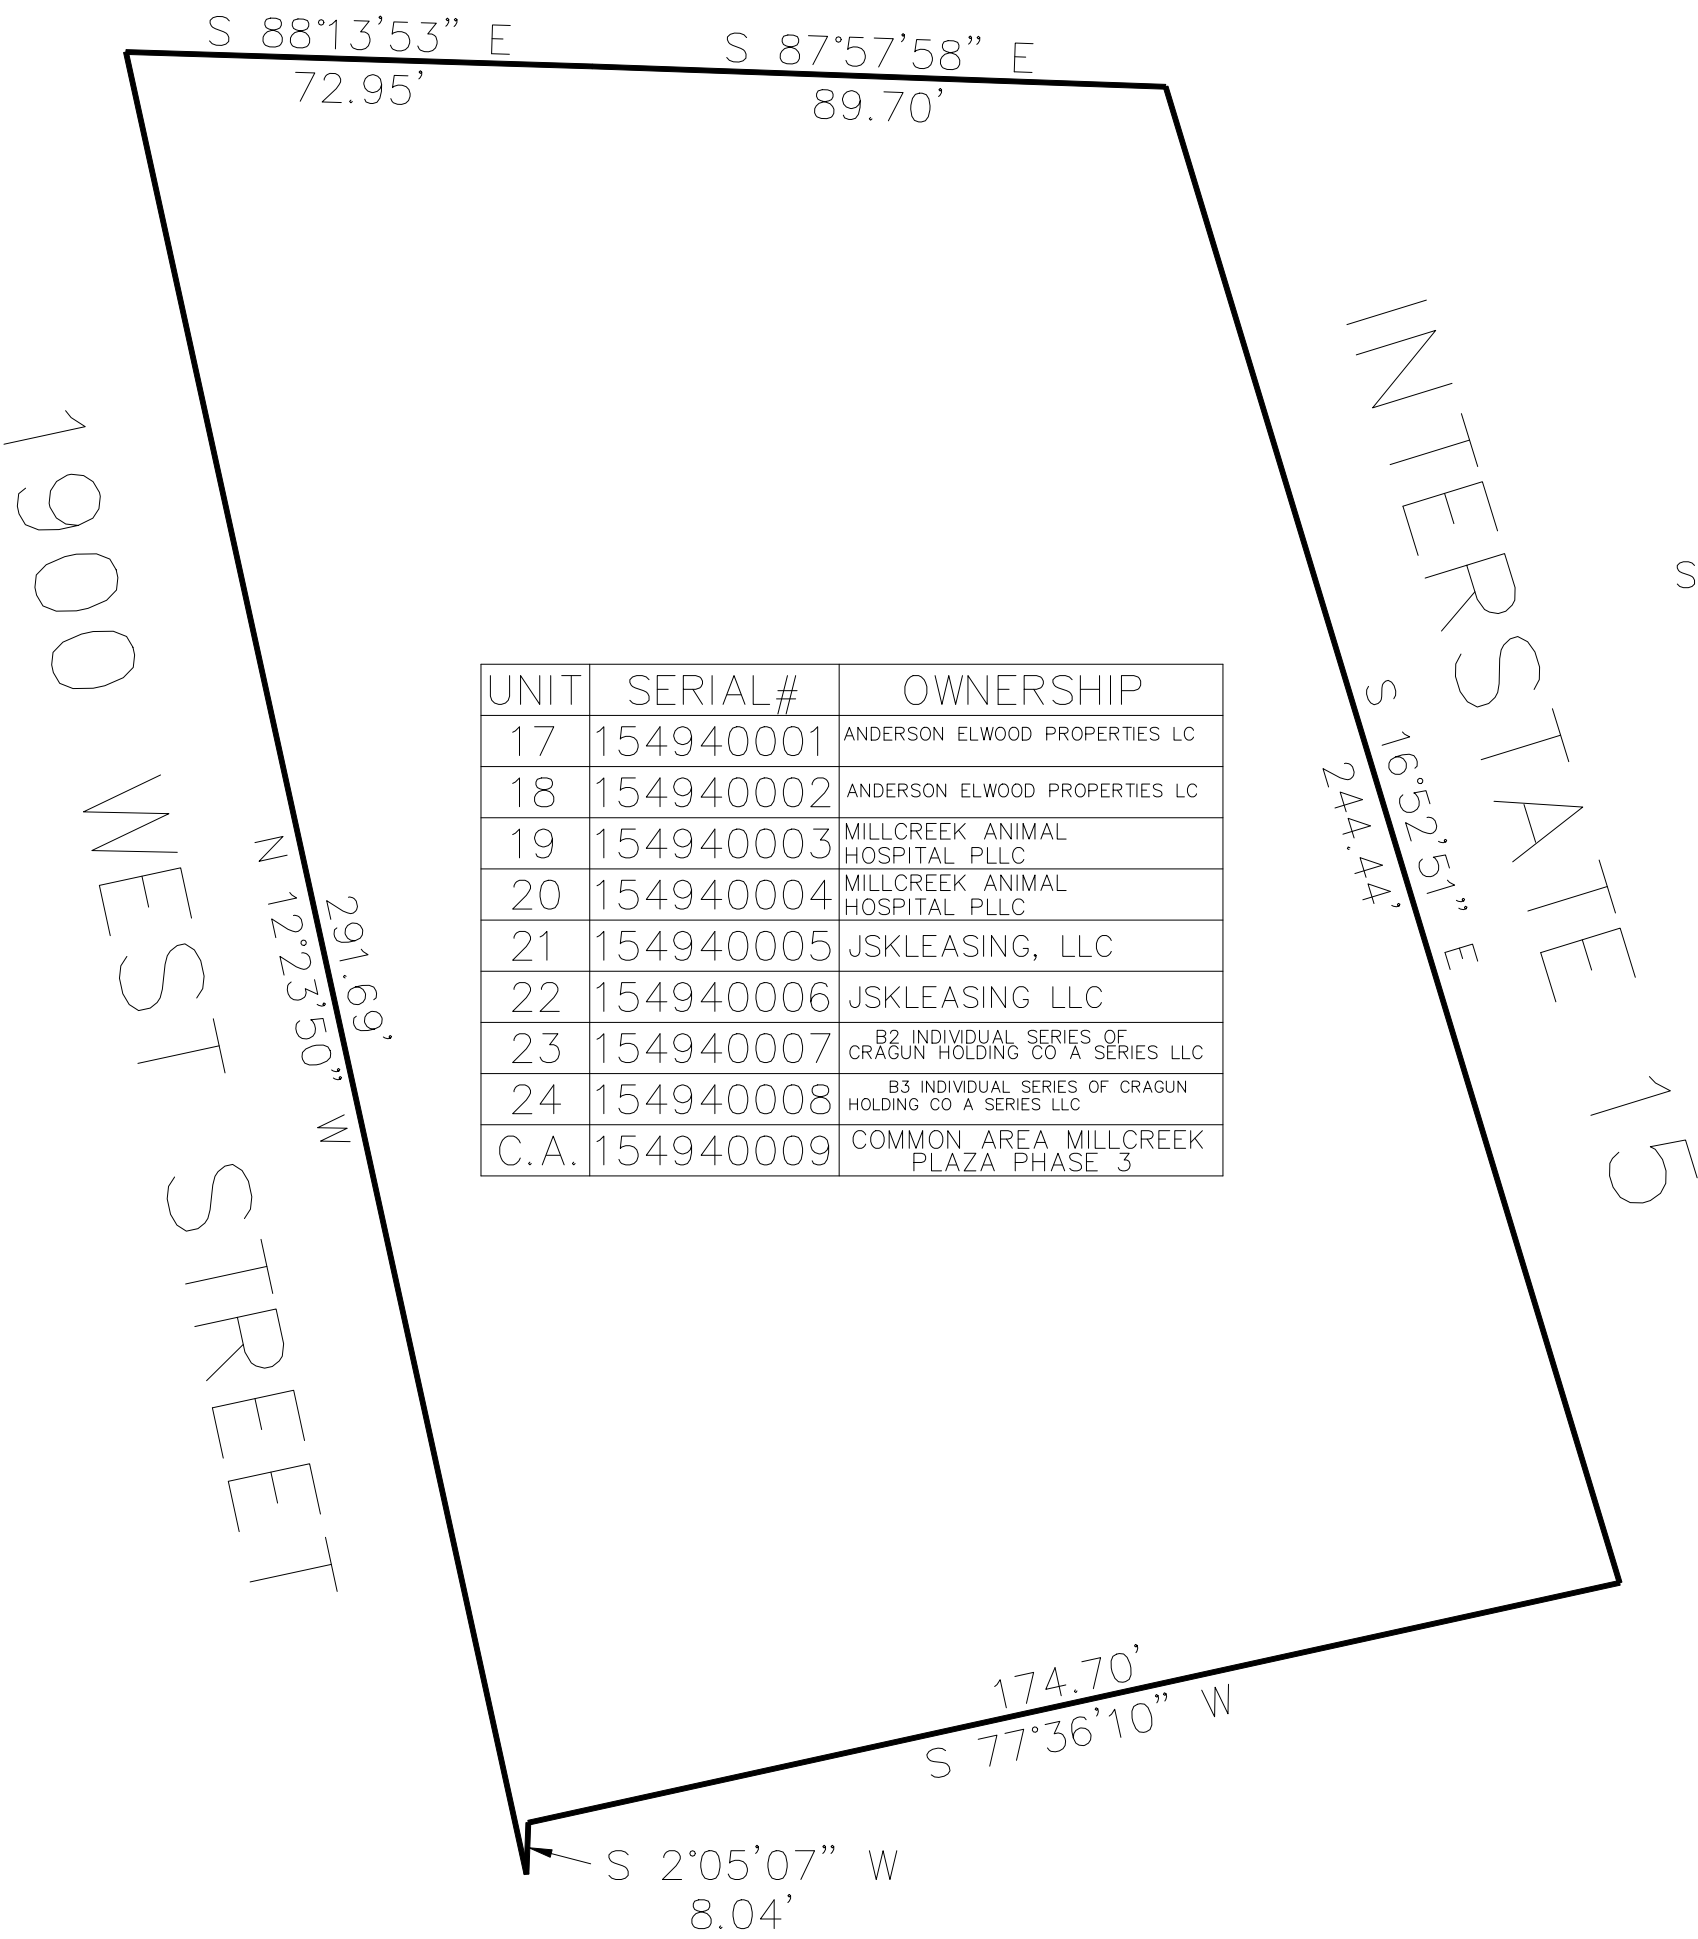 S 88°13'53" E
72.95'
S 87°57'58" E
89.70'
INTERSTATE 15
S 16°52'51" E
244.44'
S
1900 WEST STREET
N 12°23'50" W
291.69'
UNIT SERIAL# OWNERSHIP
17 154940001 ANDERSON ELWOOD PROPERTIES LC
18 154940002 ANDERSON ELWOOD PROPERTIES LC
19 154940003 MILLCREEK ANIMAL
HOSPITAL PLLC
20 154940004 MILLCREEK ANIMAL
HOSPITAL PLLC
21 154940005 JSKLEASING, LLC
22 154940006 JSKLEASING LLC
23 154940007 B2 INDIVIDUAL SERIES OF
CRAGUN HOLDING CO A SERIES LLC
24 154940008 B3 INDIVIDUAL SERIES OF CRAGUN
HOLDING CO A SERIES LLC
C.A. 154940009 COMMON AREA MILLCREEK
PLAZA PHASE 3
174.70'
S 77°36'10" W
S 2°05'07" W
8.04'